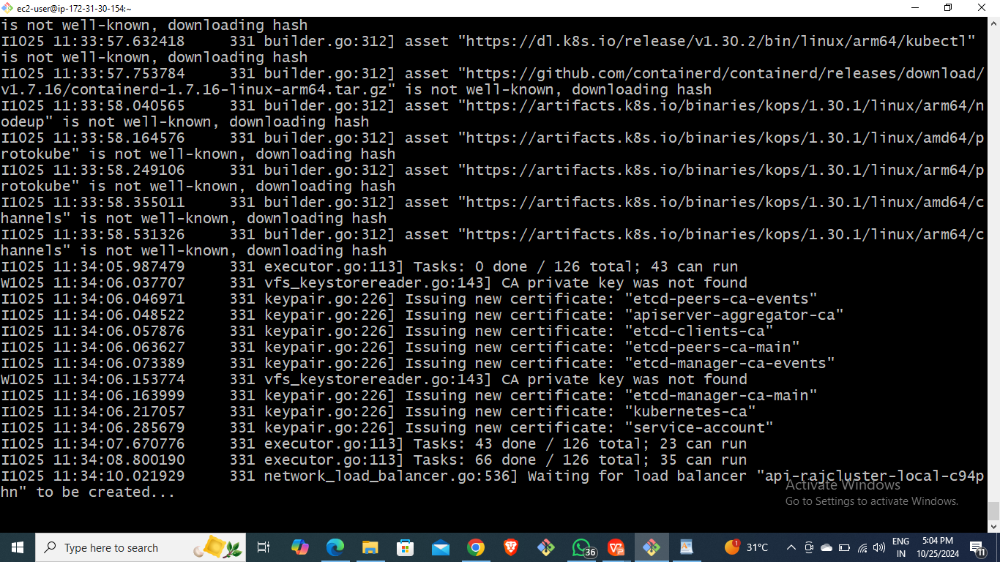 ec2-user@ip-172-31-30-154:~
is not well-known, downloading hash
I1025 11:33:57.632418     331 builder.go:312] asset "https://dl.k8s.io/release/v1.30.2/bin/linux/arm64/kubectl"
is not well-known, downloading hash
I1025 11:33:57.753784     331 builder.go:312] asset "https://github.com/containerd/containerd/releases/download/
v1.7.16/containerd-1.7.16-linux-arm64.tar.gz" is not well-known, downloading hash
I1025 11:33:58.040565     331 builder.go:312] asset "https://artifacts.k8s.io/binaries/kops/1.30.1/linux/arm64/n
odeup" is not well-known, downloading hash
I1025 11:33:58.164576     331 builder.go:312] asset "https://artifacts.k8s.io/binaries/kops/1.30.1/linux/amd64/p
rotokube" is not well-known, downloading hash
I1025 11:33:58.249106     331 builder.go:312] asset "https://artifacts.k8s.io/binaries/kops/1.30.1/linux/arm64/p
rotokube" is not well-known, downloading hash
I1025 11:33:58.355011     331 builder.go:312] asset "https://artifacts.k8s.io/binaries/kops/1.30.1/linux/amd64/c
hannels" is not well-known, downloading hash
I1025 11:33:58.531326     331 builder.go:312] asset "https://artifacts.k8s.io/binaries/kops/1.30.1/linux/arm64/c
hannels" is not well-known, downloading hash
I1025 11:34:05.987479     331 executor.go:113] Tasks: 0 done / 126 total; 43 can run
W1025 11:34:06.037707     331 vfs_keystorereader.go:143] CA private key was not found
I1025 11:34:06.046971     331 keypair.go:226] Issuing new certificate: "etcd-peers-ca-events"
I1025 11:34:06.048522     331 keypair.go:226] Issuing new certificate: "apiserver-aggregator-ca"
I1025 11:34:06.057876     331 keypair.go:226] Issuing new certificate: "etcd-clients-ca"
I1025 11:34:06.063627     331 keypair.go:226] Issuing new certificate: "etcd-peers-ca-main"
I1025 11:34:06.073389     331 keypair.go:226] Issuing new certificate: "etcd-manager-ca-events"
W1025 11:34:06.153774     331 vfs_keystorereader.go:143] CA private key was not found
I1025 11:34:06.163999     331 keypair.go:226] Issuing new certificate: "etcd-manager-ca-main"
I1025 11:34:06.217057     331 keypair.go:226] Issuing new certificate: "kubernetes-ca"
I1025 11:34:06.285679     331 keypair.go:226] Issuing new certificate: "service-account"
I1025 11:34:07.670776     331 executor.go:113] Tasks: 43 done / 126 total; 23 can run
I1025 11:34:08.800190     331 executor.go:113] Tasks: 66 done / 126 total; 35 can run
I1025 11:34:10.021929     331 network_load_balancer.go:536] Waiting for load balancer "api-rajcluster-local-c94p
hn" to be created...
Activate Windows
Go to Settings to activate Windows.
Type here to search
36
1
31°C
ENG
IN
5:04 PM
10/25/2024
11